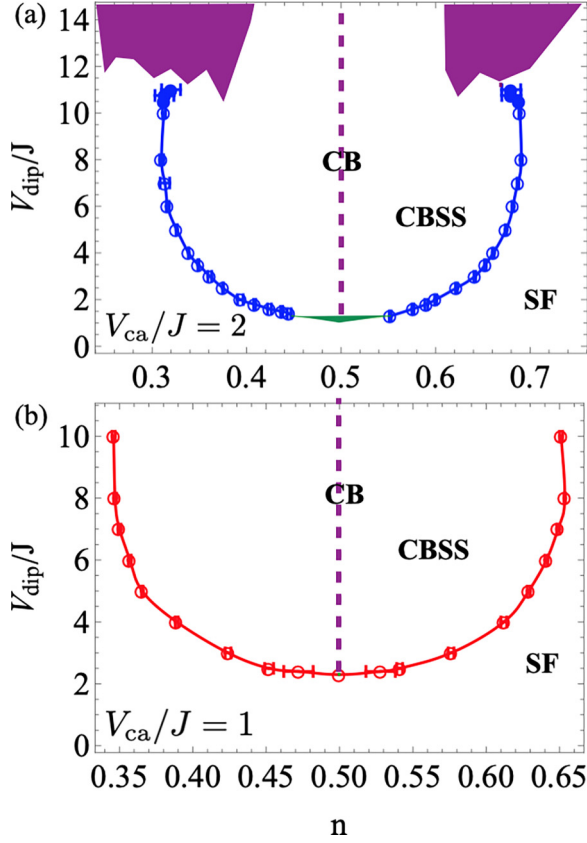 (a)
14
12
10
8
6
4
2
0
V_dip/J
CB
CBSS
SF
V_ca/J = 2
0.3 0.4 0.5 0.6 0.7
(b)
10
8
6
4
2
0
V_dip/J
CB
CBSS
SF
V_ca/J = 1
0.35 0.40 0.45 0.50 0.55 0.60 0.65
n